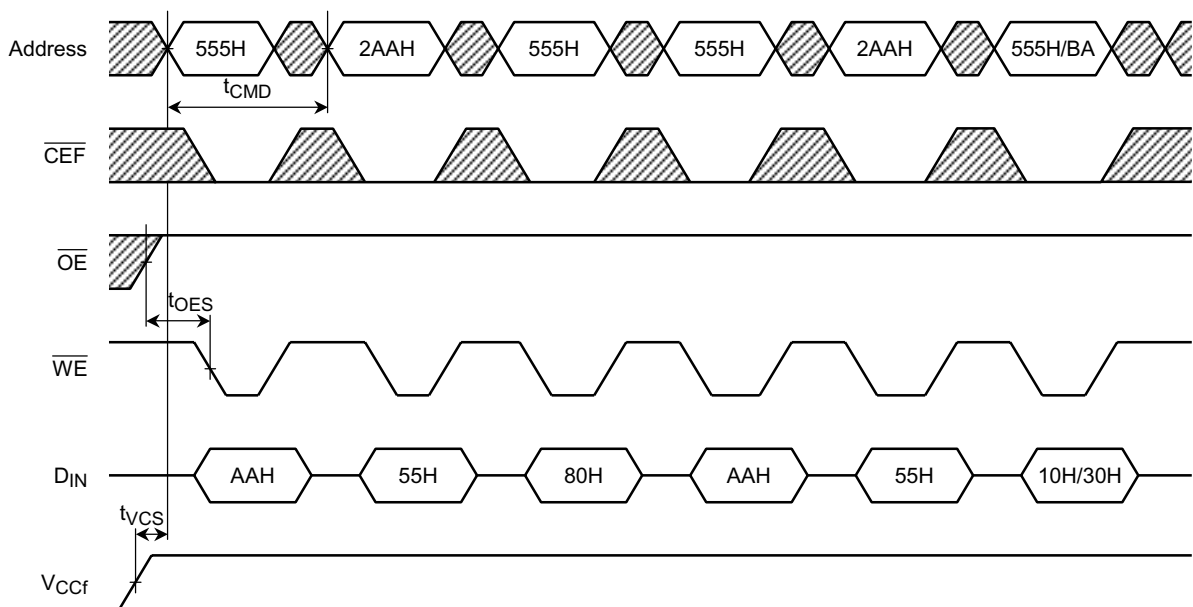 Address 555H 2AAH 555H 555H 2AAH 555H/BA
tCMD
CEF
OE
tOES
WE
DIN AAH 55H 80H AAH 55H 10H/30H
tVCS
VCCf